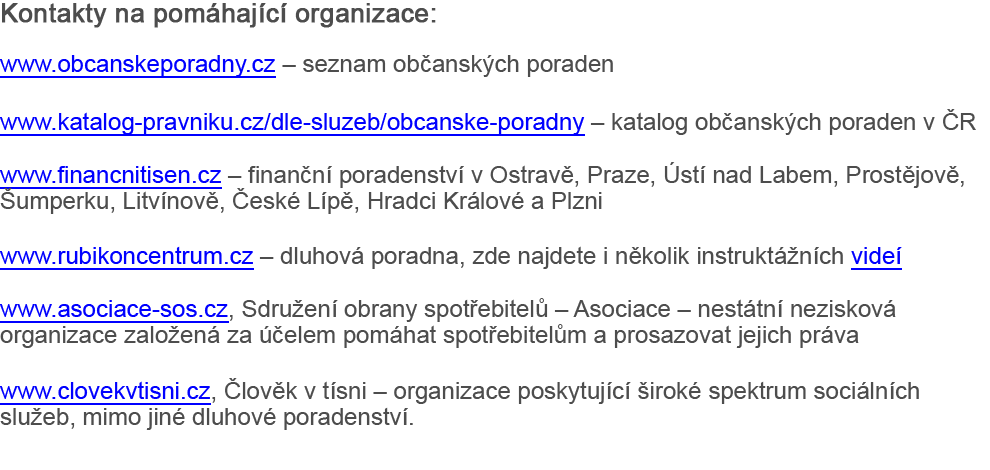 Kontakty na pomáhající organizace:
www.obcanskeporadny.cz – seznam občanských poraden
www.katalog-pravniku.cz/dle-sluzeb/obcanske-poradny – katalog občanských poraden v ČR
www.financnitisen.cz – finanční poradenství v Ostravě, Praze, Ústí nad Labem, Prostějově,
Šumperku, Litvínově, České Lípě, Hradci Králové a Plzni
www.rubikoncentrum.cz – dluhová poradna, zde najdete i několik instruktážních videí
www.asociace-sos.cz, Sdružení obrany spotřebitelů – Asociace – nestátní nezisková
organizace založená za účelem pomáhat spotřebitelům a prosazovat jejich práva
www.clovekvtisni.cz, Člověk v tísni – organizace poskytující široké spektrum sociálních
služeb, mimo jiné dluhové poradenství.